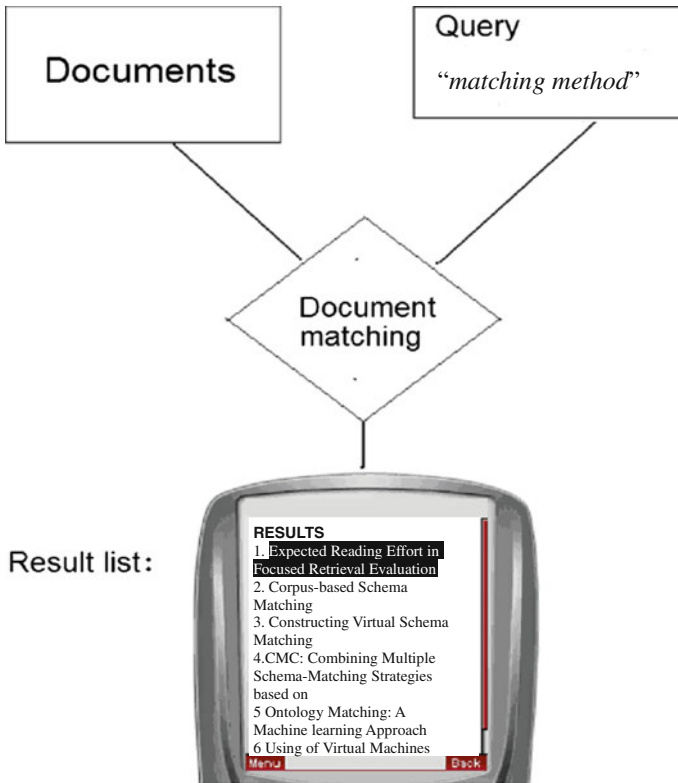 Documents
Query
“matching method”
Document
matching
Result list:
RESULTS
1. Expected Reading Effort in
Focused Retrieval Evaluation
2. Corpus-based Schema
Matching
3. Constructing Virtual Schema
Matching
4.CMC: Combining Multiple
Schema-Matching Strategies
based on
5 Ontology Matching: A
Machine learning Approach
6 Using of Virtual Machines
Menu Back